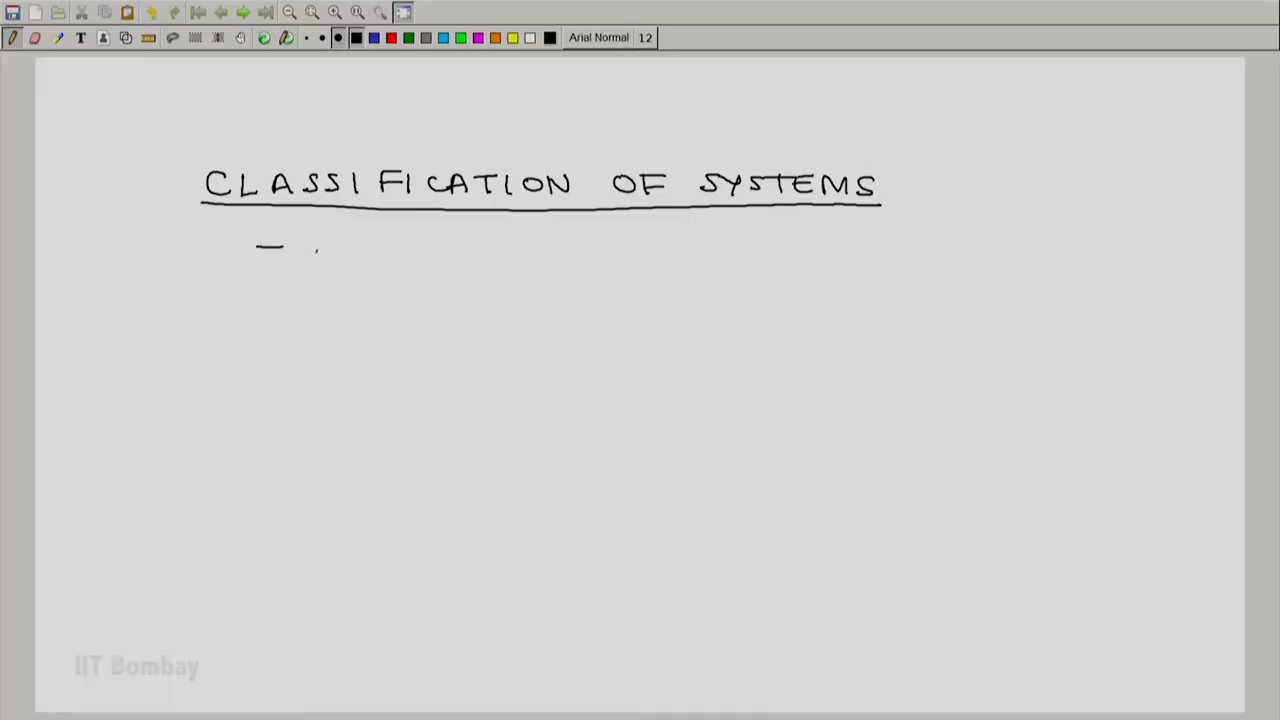 Arial Normal 12
CLASSIFICATION OF SYSTEMS
—
IIT Bombay